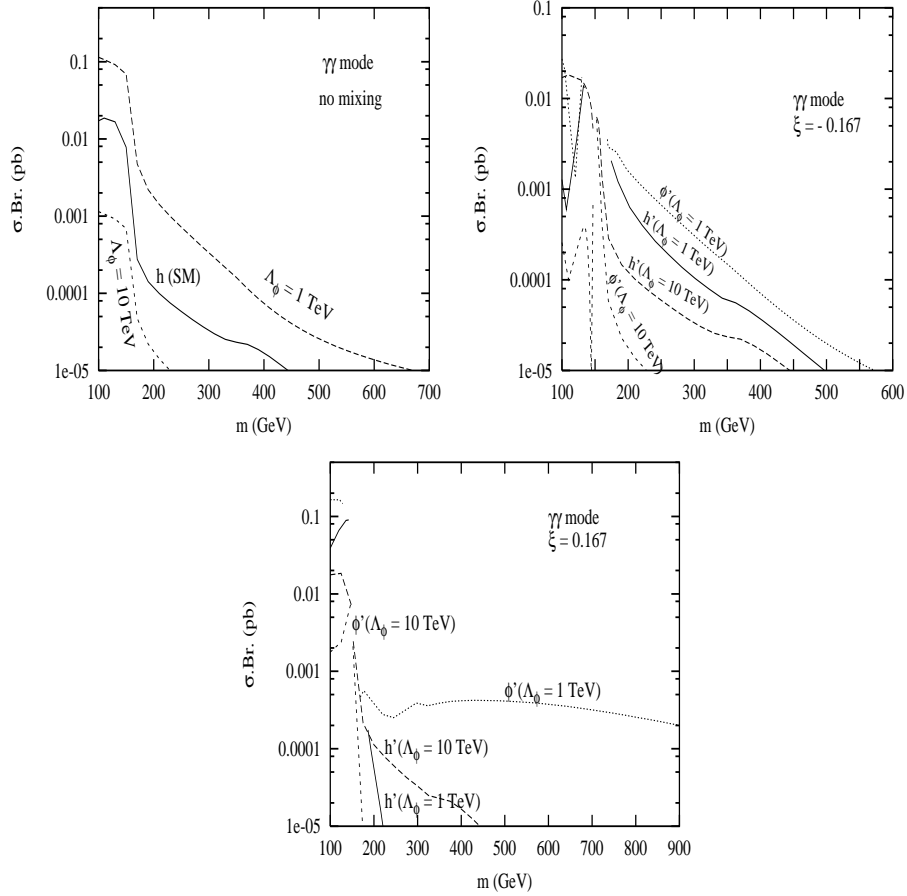 0.1
0.01
0.001
0.0001
1e-05
100 200 300 400 500 600 700
m (GeV)
σ.Br. (pb)
γγ mode
no mixing
Λϕ = 10 TeV
h (SM)
Λϕ = 1 TeV
0.1
0.01
0.001
0.0001
1e-05
100 200 300 400 500 600
m (GeV)
σ.Br. (pb)
γγ mode
ξ = - 0.167
ϕ'(Λϕ = 1 TeV)
h'(Λϕ = 1 TeV)
h'(Λϕ = 10 TeV)
ϕ'(Λϕ = 10 TeV)
0.1
0.01
0.001
0.0001
1e-05
100 200 300 400 500 600 700 800 900
m (GeV)
σ.Br. (pb)
γγ mode
ξ = 0.167
ϕ'(Λϕ = 10 TeV)
ϕ'(Λϕ = 1 TeV)
h'(Λϕ = 10 TeV)
h'(Λϕ = 1 TeV)